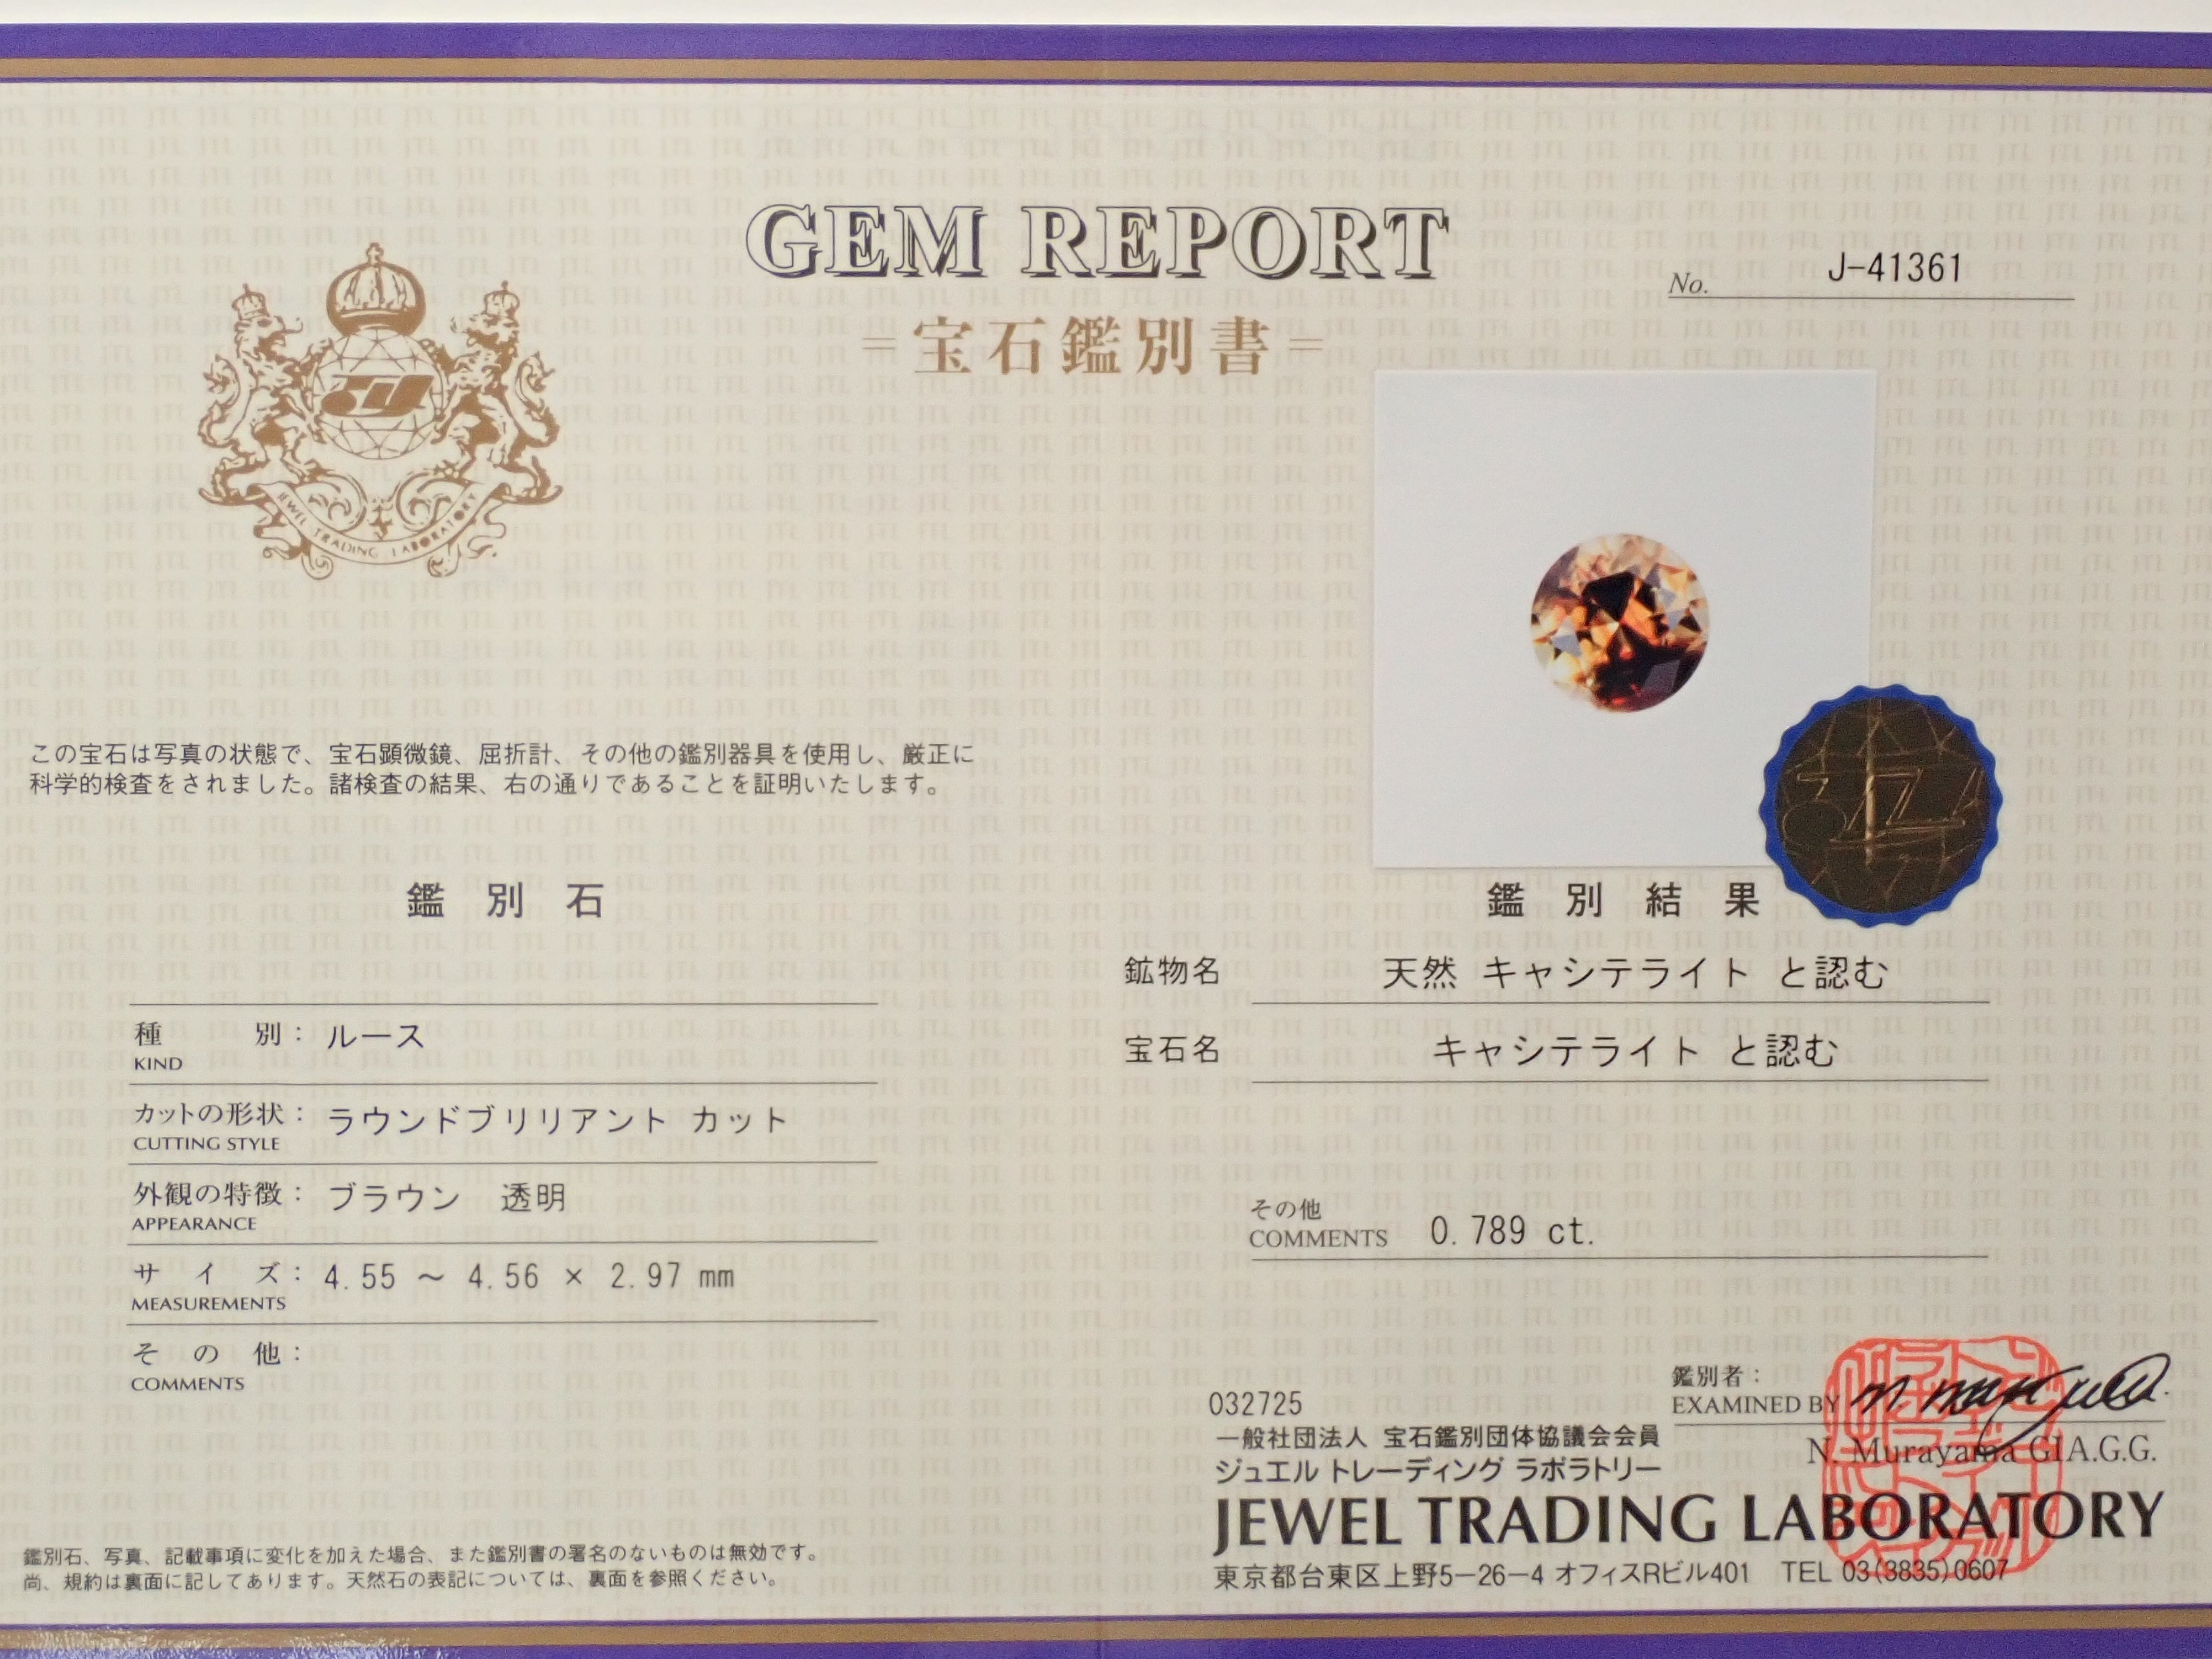 GEM REPORT
=宝石鑑別書=
No. J-41361
JEWEL TRADING LABORATORY
この宝石は写真の状態で、宝石顕微鏡、屈折計、その他の鑑別器具を使用し、厳正に
科学的検査をされました。諸検査の結果、右の通りであることを証明いたします。
鑑別石
種別: ルース
KIND
カットの形状: ラウンドブリリアント カット
CUTTING STYLE
外観の特徴: ブラウン 透明
APPEARANCE
サイズ: 4.55 ～ 4.56 × 2.97 mm
MEASUREMENTS
その他:
COMMENTS
鑑別石、写真、記載事項に変化を加えた場合、また鑑別書の署名のないものは無効です。
尚、規約は裏面に記してあります。天然石の表記については、裏面を参照ください。
鑑別結果
鉱物名 天然 キャシテライト と認む
宝石名 キャシテライト と認む
その他
COMMENTS 0.789 ct.
鑑別者:
EXAMINED BY
N. Murayama GIA.G.G.
032725
一般社団法人 宝石鑑別団体協議会会員
ジュエル トレーディング ラボラトリー
JEWEL TRADING LABORATORY
東京都台東区上野5-26-4 オフィスRビル401 TEL 03(3835)0607